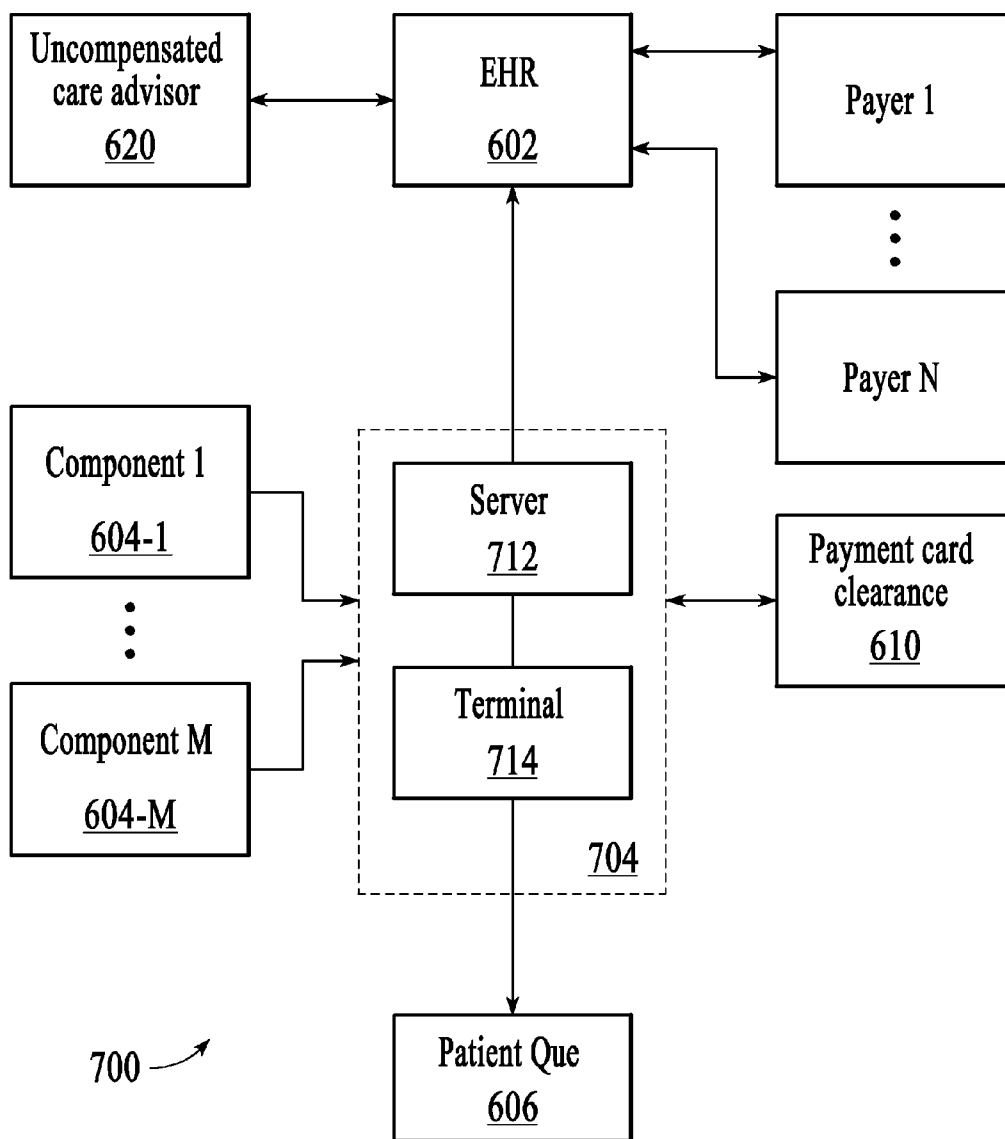 Uncompensated
care advisor
620
EHR
602
Payer 1
Payer N
Component 1
604-1
Server
712
Payment card
clearance
610
Component M
604-M
Terminal
714
704
700
Patient Que
606